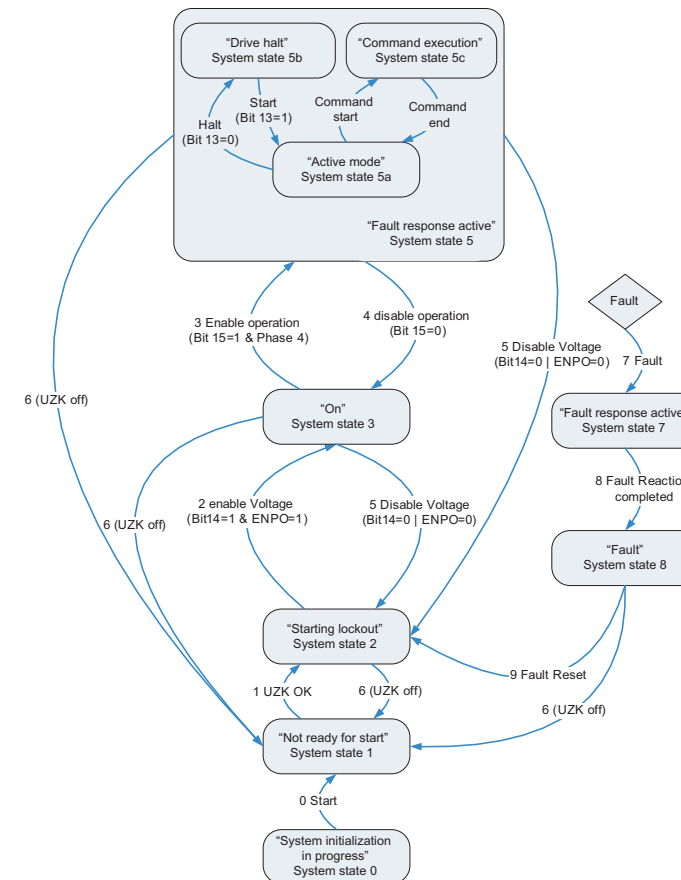 “Drive halt”
System state 5b
“Command execution”
System state 5c
Start
(Bit 13=1)
Command
start
Command
end
Halt
(Bit 13=0)
“Active mode”
System state 5a
“Fault response active”
System state 5
Fault
3 Enable operation
(Bit 15=1 & Phase 4)
4 disable operation
(Bit 15=0)
5 Disable Voltage
(Bit14=0 | ENPO=0)
7 Fault
6 (UZK off)
“On”
System state 3
“Fault response active
System state 7
8 Fault Reactio
completed
2 enable Voltage
(Bit14=1 & ENPO=1)
5 Disable Voltage
(Bit14=0 | ENPO=0)
6 (UZK off)
“Fault”
System state 8
“Starting lockout”
System state 2
9 Fault Reset
1 UZK OK
6 (UZK off)
6 (UZK off)
“Not ready for start”
System state 1
0 Start
“System initialization
in progress”
System state 0